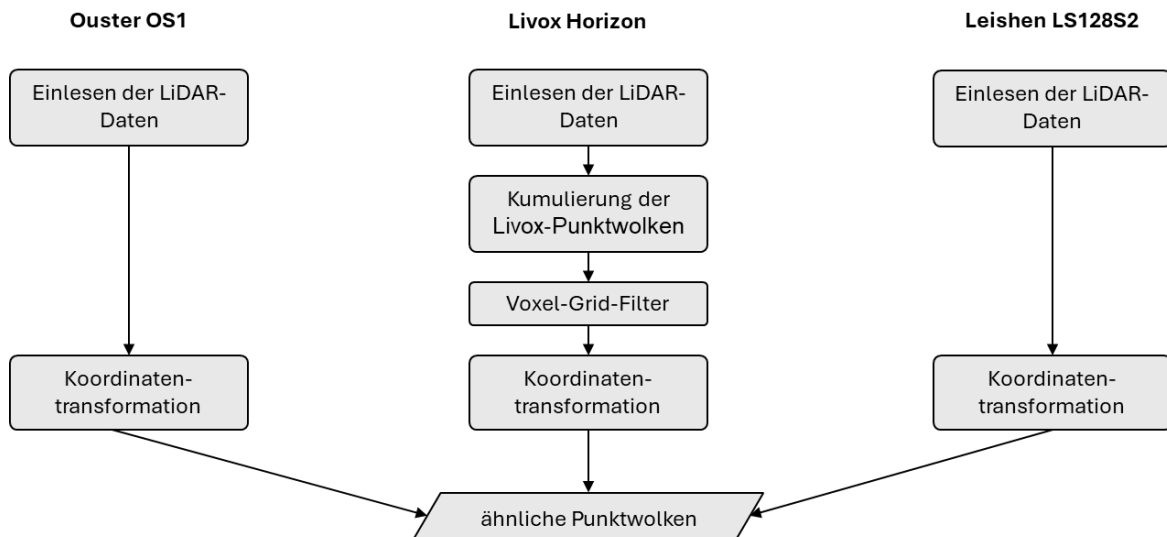 Ouster OS1
Livox Horizon
Leishen LS128S2
Einlesen der LiDAR-
Daten
Einlesen der LiDAR-
Daten
Einlesen der LiDAR-
Daten
Kumulierung der
Livox-Punktwolken
Voxel-Grid-Filter
Koordinaten-
transformation
Koordinaten-
transformation
Koordinaten-
transformation
ähnliche Punktwolken